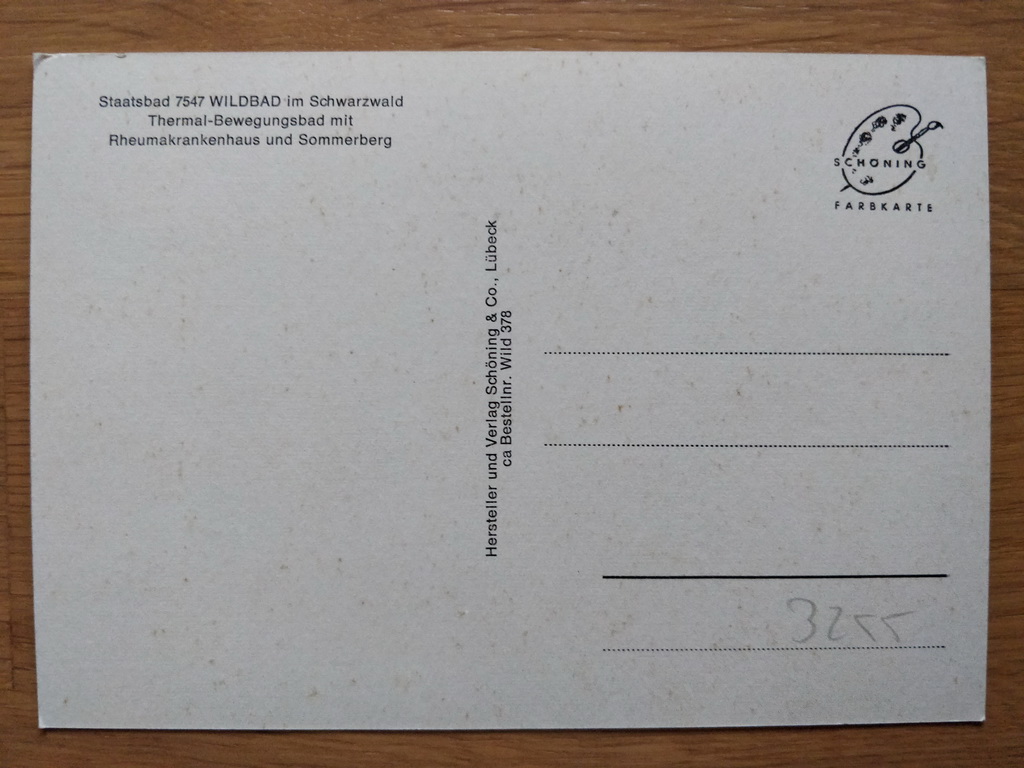 Staatsbad 7547 WILDBAD im Schwarzwald
Thermal-Bewegungsbad mit
Rheumakrankenhaus und Sommerberg
SCHÖNING
FARBKARTE
Hersteller und Verlag Schöning & Co., Lübeck
ca Bestellnr. Wild 378
3255